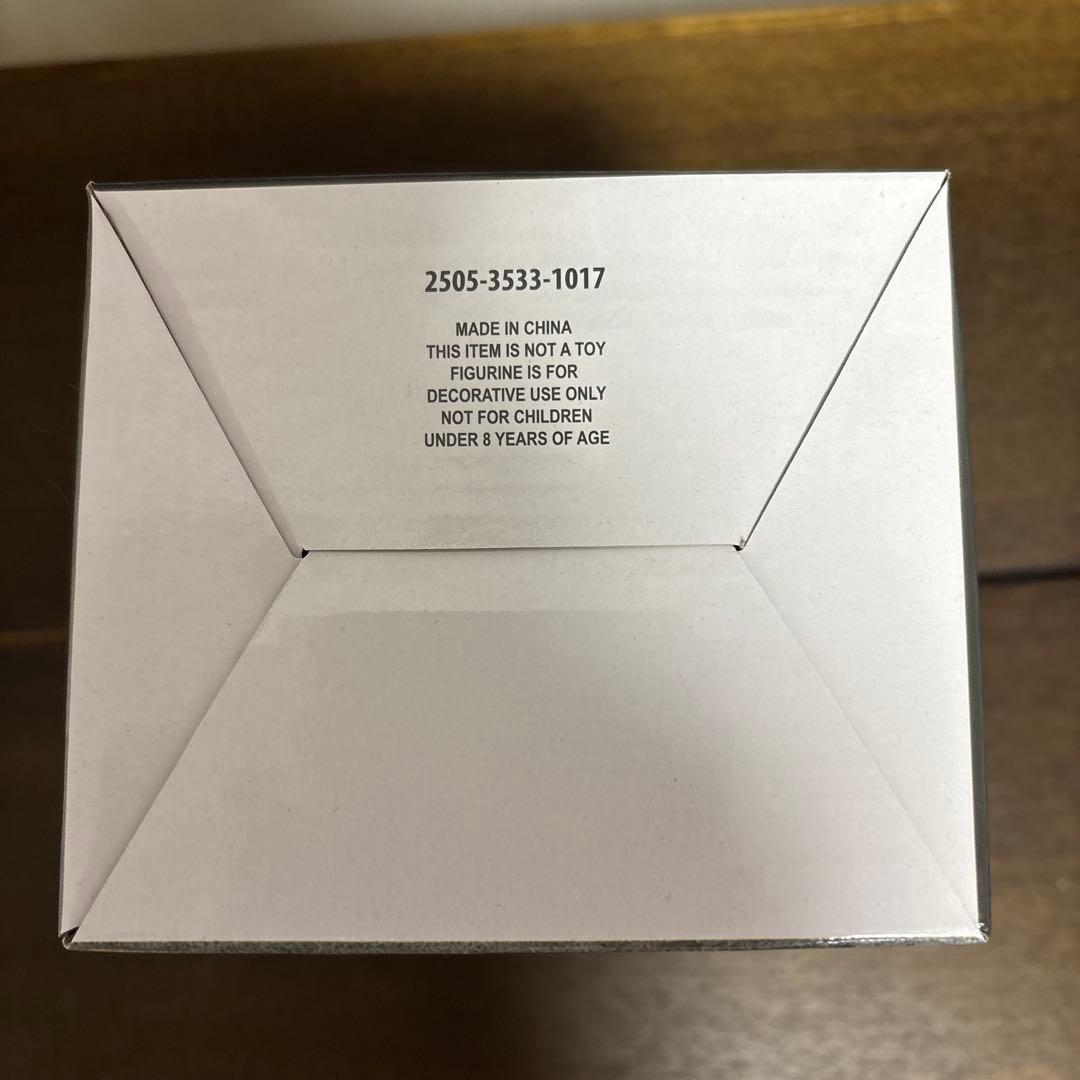 2505-3533-1017
MADE IN CHINA
THIS ITEM IS NOT A TOY
FIGURINE IS FOR
DECORATIVE USE ONLY
NOT FOR CHILDREN
UNDER 8 YEARS OF AGE